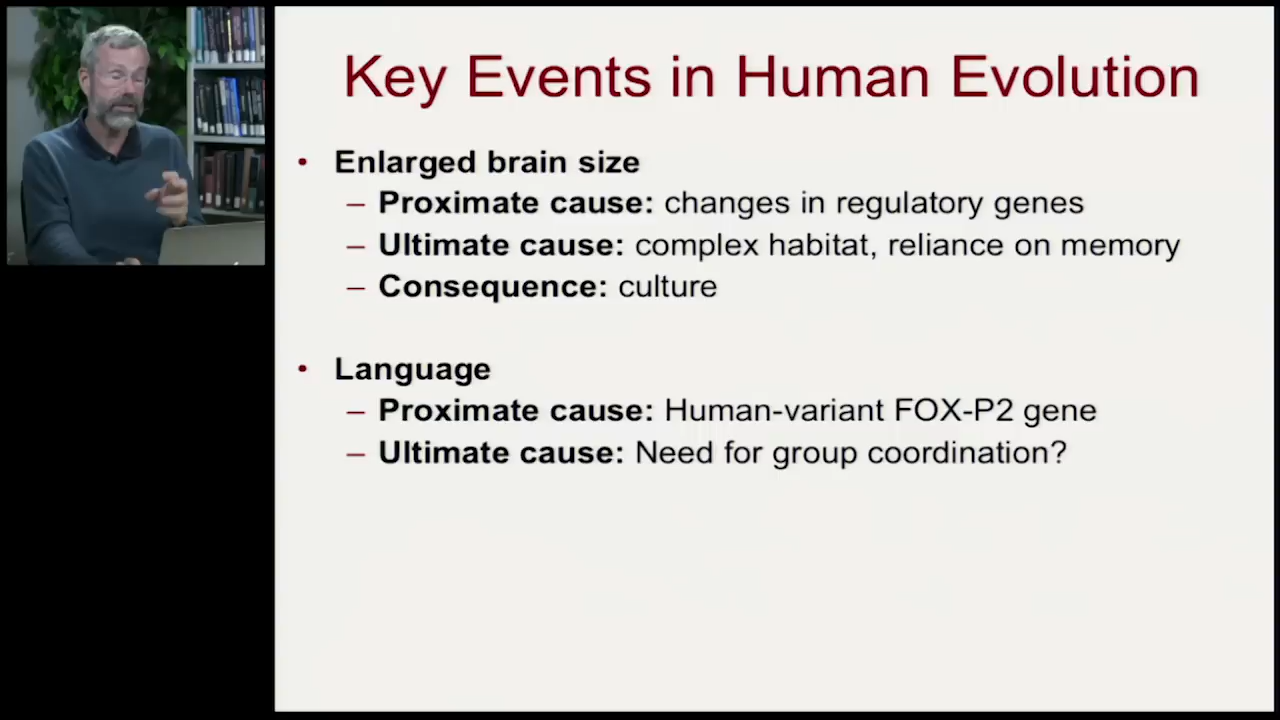 Key Events in Human Evolution
• Enlarged brain size
– Proximate cause: changes in regulatory genes
– Ultimate cause: complex habitat, reliance on memory
– Consequence: culture
• Language
– Proximate cause: Human-variant FOX-P2 gene
– Ultimate cause: Need for group coordination?